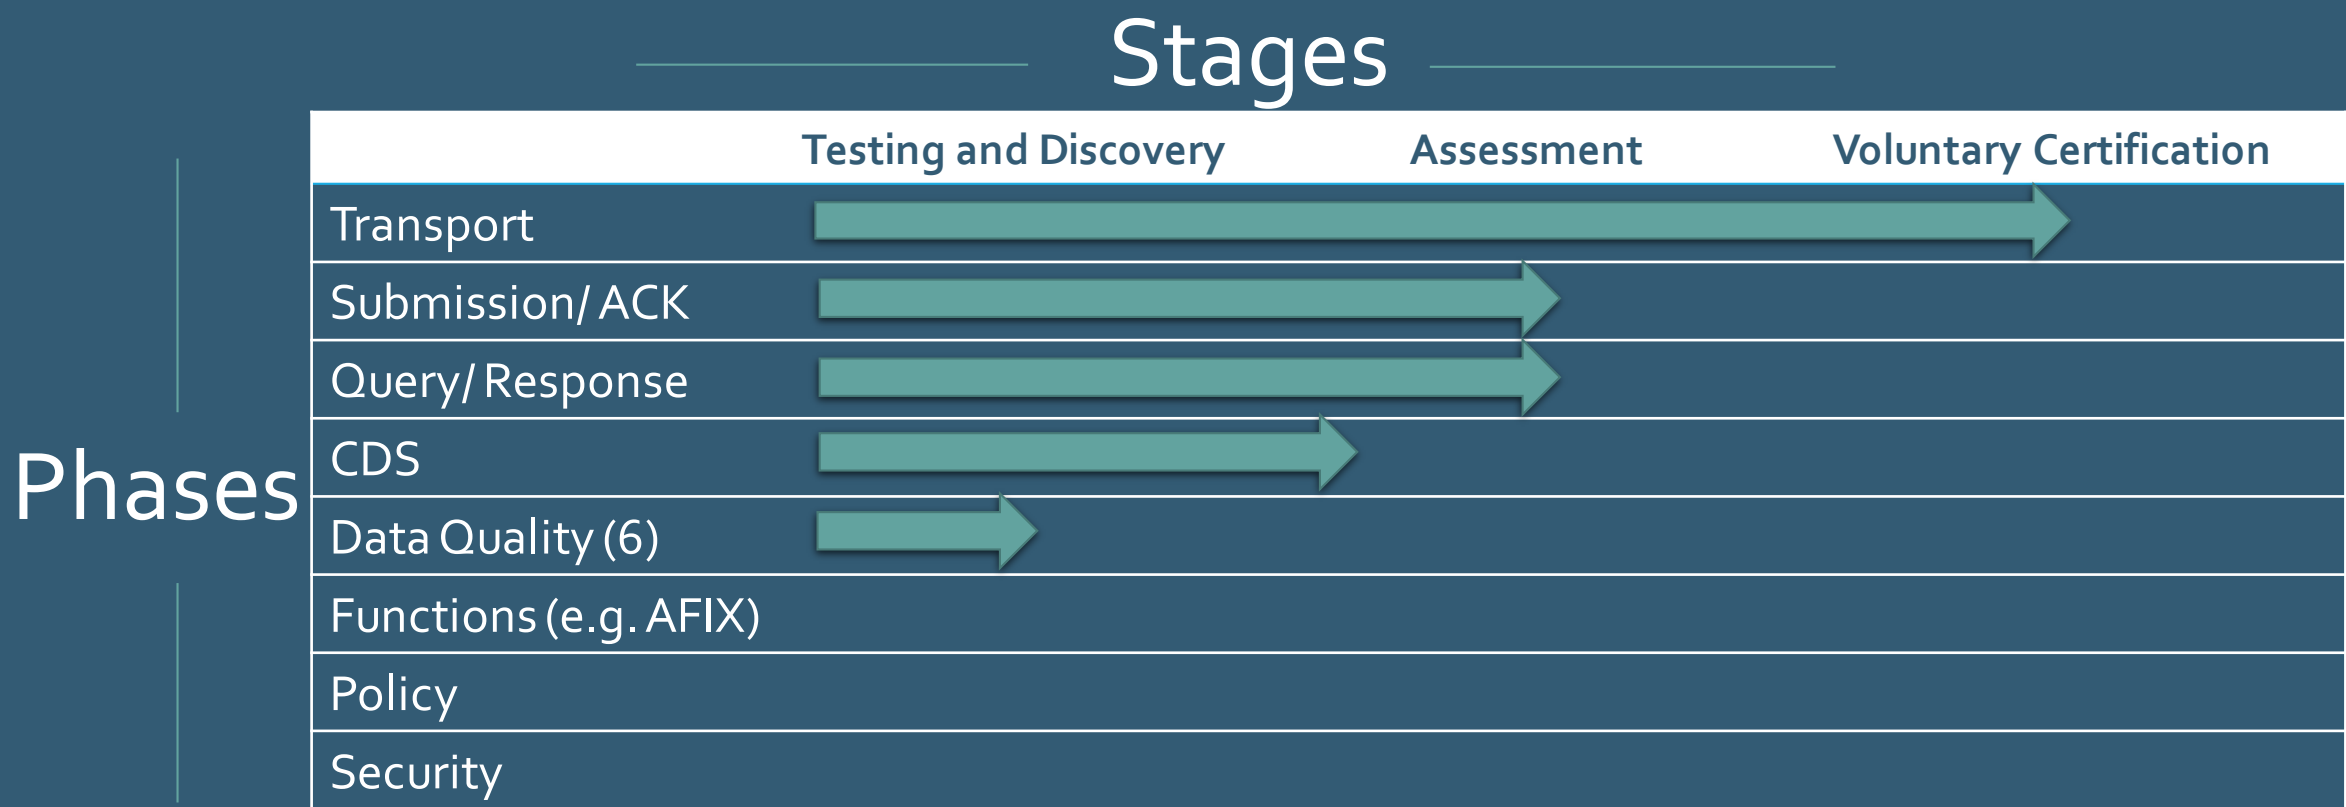 Stages
Testing and Discovery Assessment Voluntary Certification
Transport
Submission/ ACK
Query/ Response
CDS
Phases
Data Quality (6)
Functions (e.g. AFIX)
Policy
Security